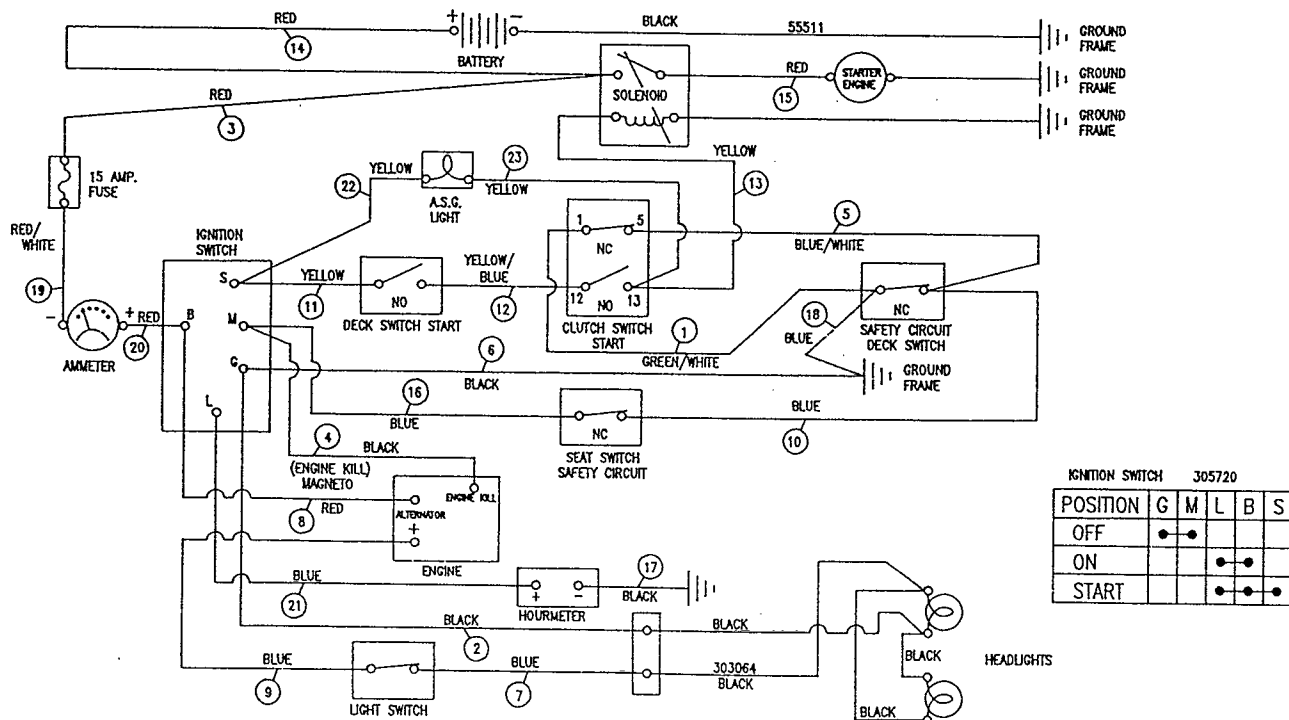 RED
14
+
-
BATTERY
BLACK
55511
GROUND
FRAME
SOLENOID
RED
15
STARTER
ENGINE
GROUND
FRAME
GROUND
FRAME
RED
3
15 AMP.
FUSE
RED/
WHITE
19
YELLOW
22
A.S.G.
LIGHT
23
YELLOW
YELLOW
13
IGNITION
SWITCH
S
M
G
B
L
-
+
AMMETER
RED
20
YELLOW
11
NO
DECK SWITCH START
YELLOW/
BLUE
12
1
5
NC
12
13
NO
CLUTCH SWITCH
START
5
BLUE/WHITE
NC
SAFETY CIRCUIT
DECK SWITCH
18
BLUE
1
GREEN/WHITE
6
BLACK
GROUND
FRAME
16
BLUE
NC
SEAT SWITCH
SAFETY CIRCUIT
BLUE
10
4
BLACK
(ENGINE KILL)
MAGNETO
ENGINE KILL
ALTERNATOR
+
ENGINE
RED
8
BLUE
21
+
-
HOURMETER
17
BLACK
BLACK
2
BLACK
BLUE
9
LIGHT SWITCH
BLUE
7
303064
BLACK
BLACK
BLACK
HEADLIGHTS
IGNITION SWITCH 305720
POSITION G M L B S
OFF
ON
START